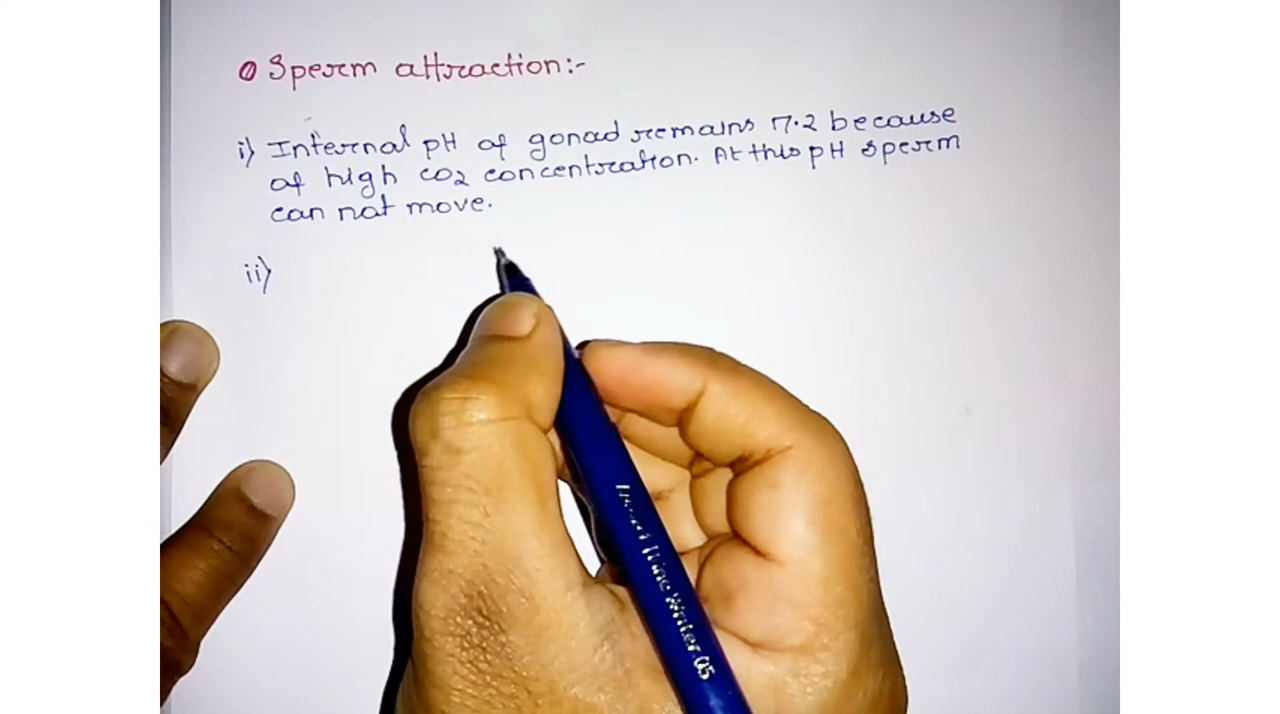 Sperm attraction:-
i) Internal pH of gonad remains 7.2 because
of high CO2 concentration. At this pH sperm
can not move.
ii)